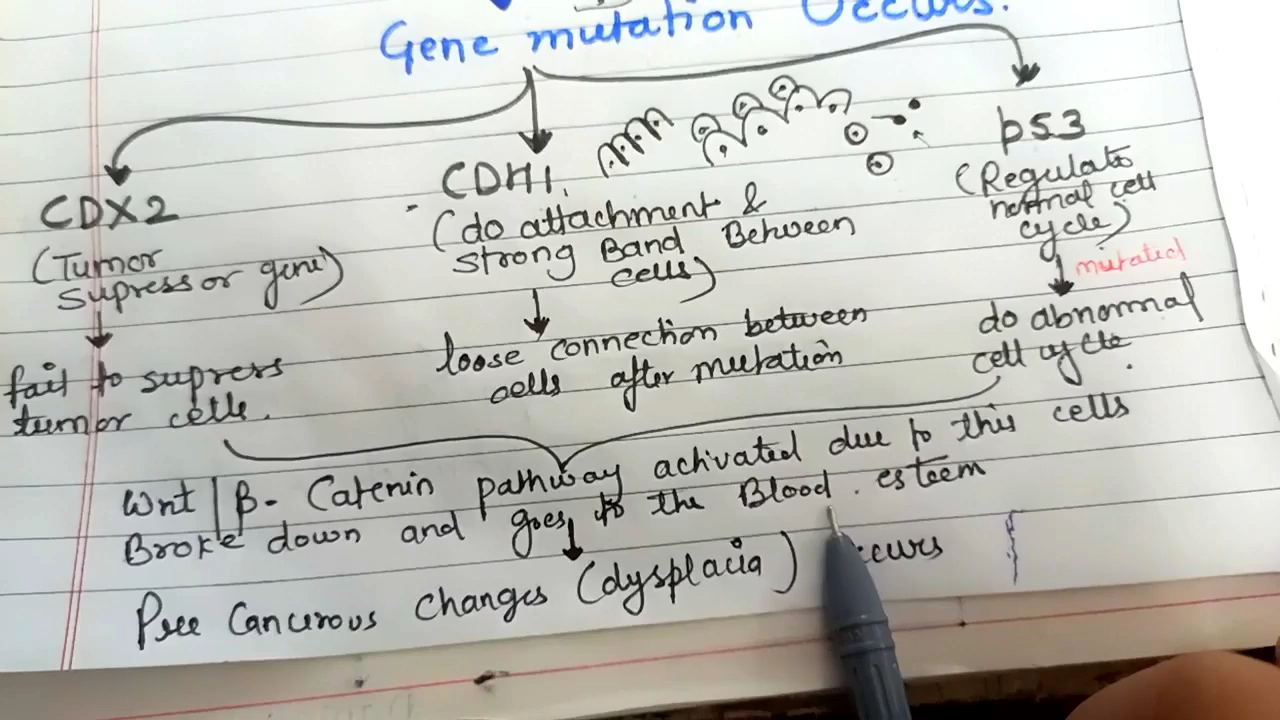 Gene mutation Occurs.
CDX2
(Tumor
supressor gene)
fail to supress
tumor cells.
CDH1.
(do attachment &
strong Band Between
cells)
loose connection between
cells after mutation
p53
(Regulate
normal cell
cycle)
mutated
do abnormal
cell cycle.
Wnt/β-Catenin pathway activated due to this cells
Broke down and goes to the Blood. esteem
Pree Cancerous changes (dysplacia)